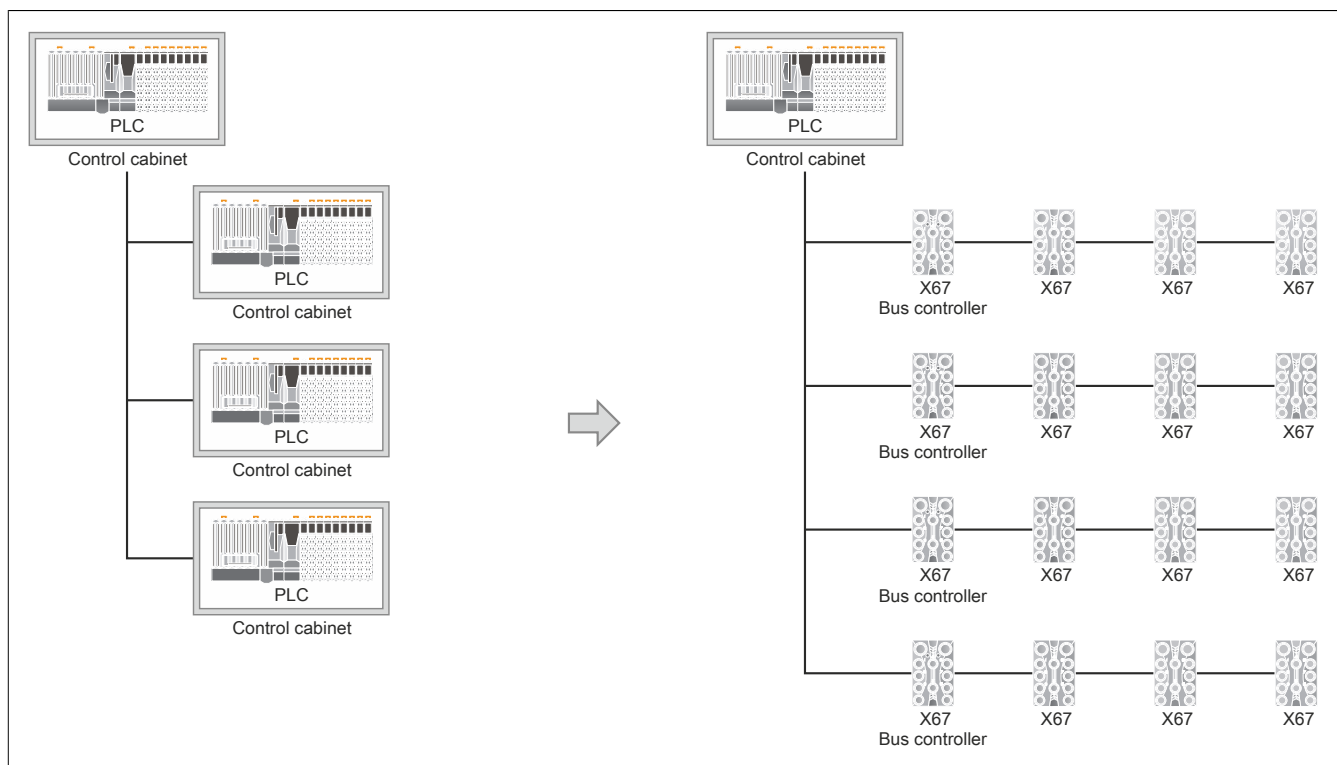 PLC
Control cabinet
PLC
Control cabinet
PLC
Control cabinet
PLC
Control cabinet
PLC
Control cabinet
X67 X67 X67 X67
Bus controller
X67 X67 X67 X67
Bus controller
X67 X67 X67 X67
Bus controller
X67 X67 X67 X67
Bus controller